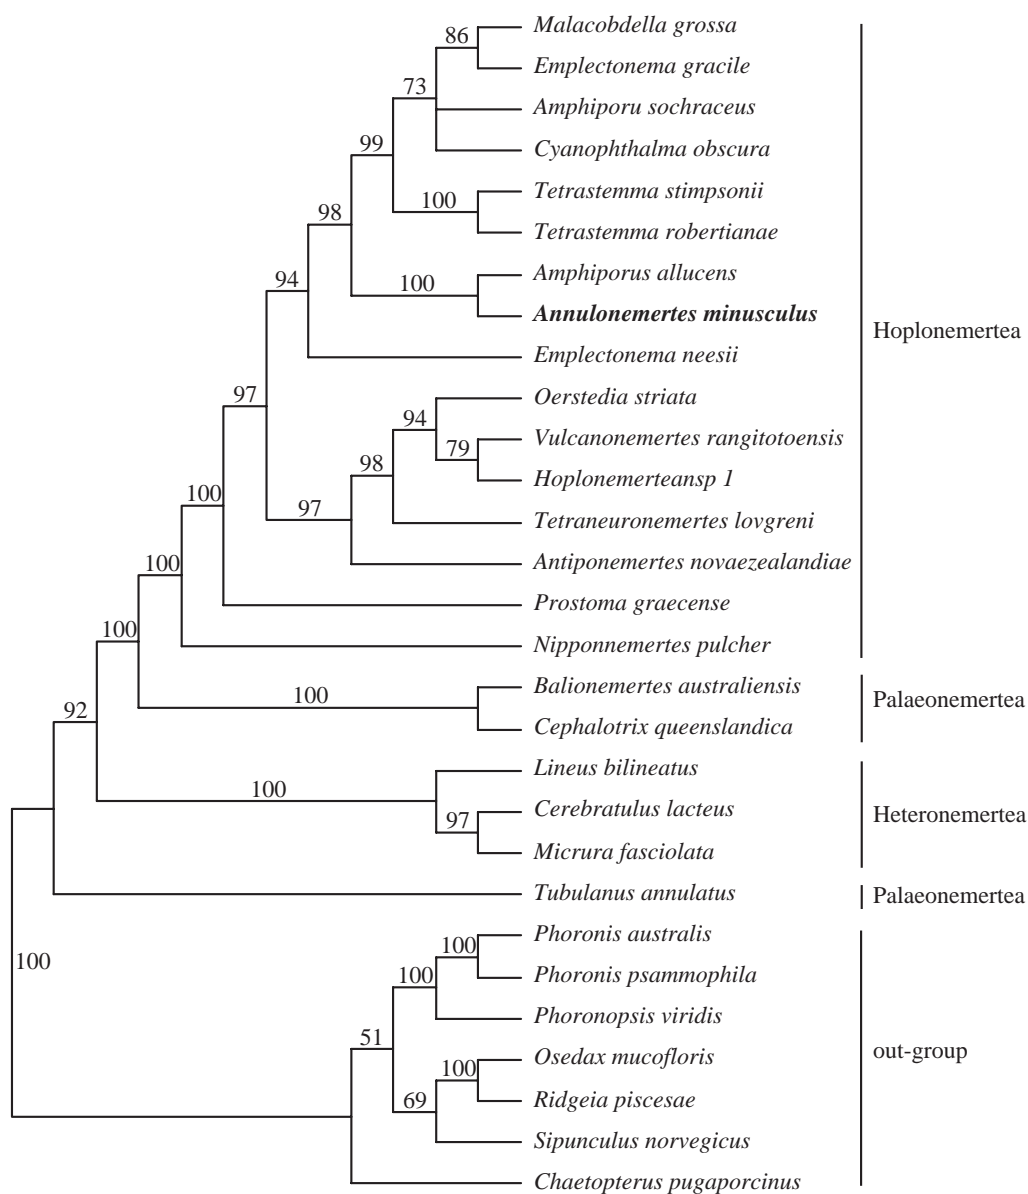 Malacobdella grossa
86
Emplectonema gracile
73
Amphiporu sochraceus
99
Cyanophthalma obscura
Tetrastemma stimpsonii
100
98
Tetrastemma robertianae
Amphiporus allucens
94
100
Annulonemertes minusculus
Hoplonemertea
Emplectonema neesii
97
Oerstedia striata
94
Vulcanonemertes rangitotoensis
79
98
Hoplonemerteansp 1
100
97
Tetraneuronemertes lovgreni
100
Antiponemertes novaezealandiae
Prostoma graecense
100
Nipponnemertes pulcher
Balionemertes australiensis
100
Palaeonemertea
92
Cephalotrix queenslandica
Lineus bilineatus
100
Cerebratulus lacteus
97
Heteronemertea
Micrura fasciolata
Tubulanus annulatus
Palaeonemertea
Phoronis australis
100
100
Phoronis psammophila
100
Phoronopsis viridis
51
out-group
Osedax mucofloris
100
Ridgeia piscesae
69
Sipunculus norvegicus
Chaetopterus pugaporcinus